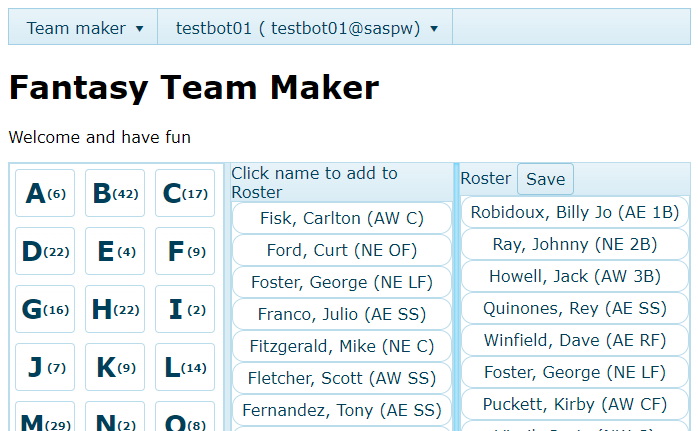 Team maker ▼ testbot01 ( testbot01@saspw) ▼
Fantasy Team Maker
Welcome and have fun
A(6) B(42) C(17)
D(22) E(4) F(9)
G(16) H(22) I(2)
J(7) K(9) L(14)
M(29) N(2) O(8)
Click name to add to
Roster
Fisk, Carlton (AW C)
Ford, Curt (NE OF)
Foster, George (NE LF)
Franco, Julio (AE SS)
Fitzgerald, Mike (NE C)
Fletcher, Scott (AW SS)
Fernandez, Tony (AE SS)
Roster Save
Robidoux, Billy Jo (AE 1B)
Ray, Johnny (NE 2B)
Howell, Jack (AW 3B)
Quinones, Rey (AE SS)
Winfield, Dave (AE RF)
Foster, George (NE LF)
Puckett, Kirby (AW CF)